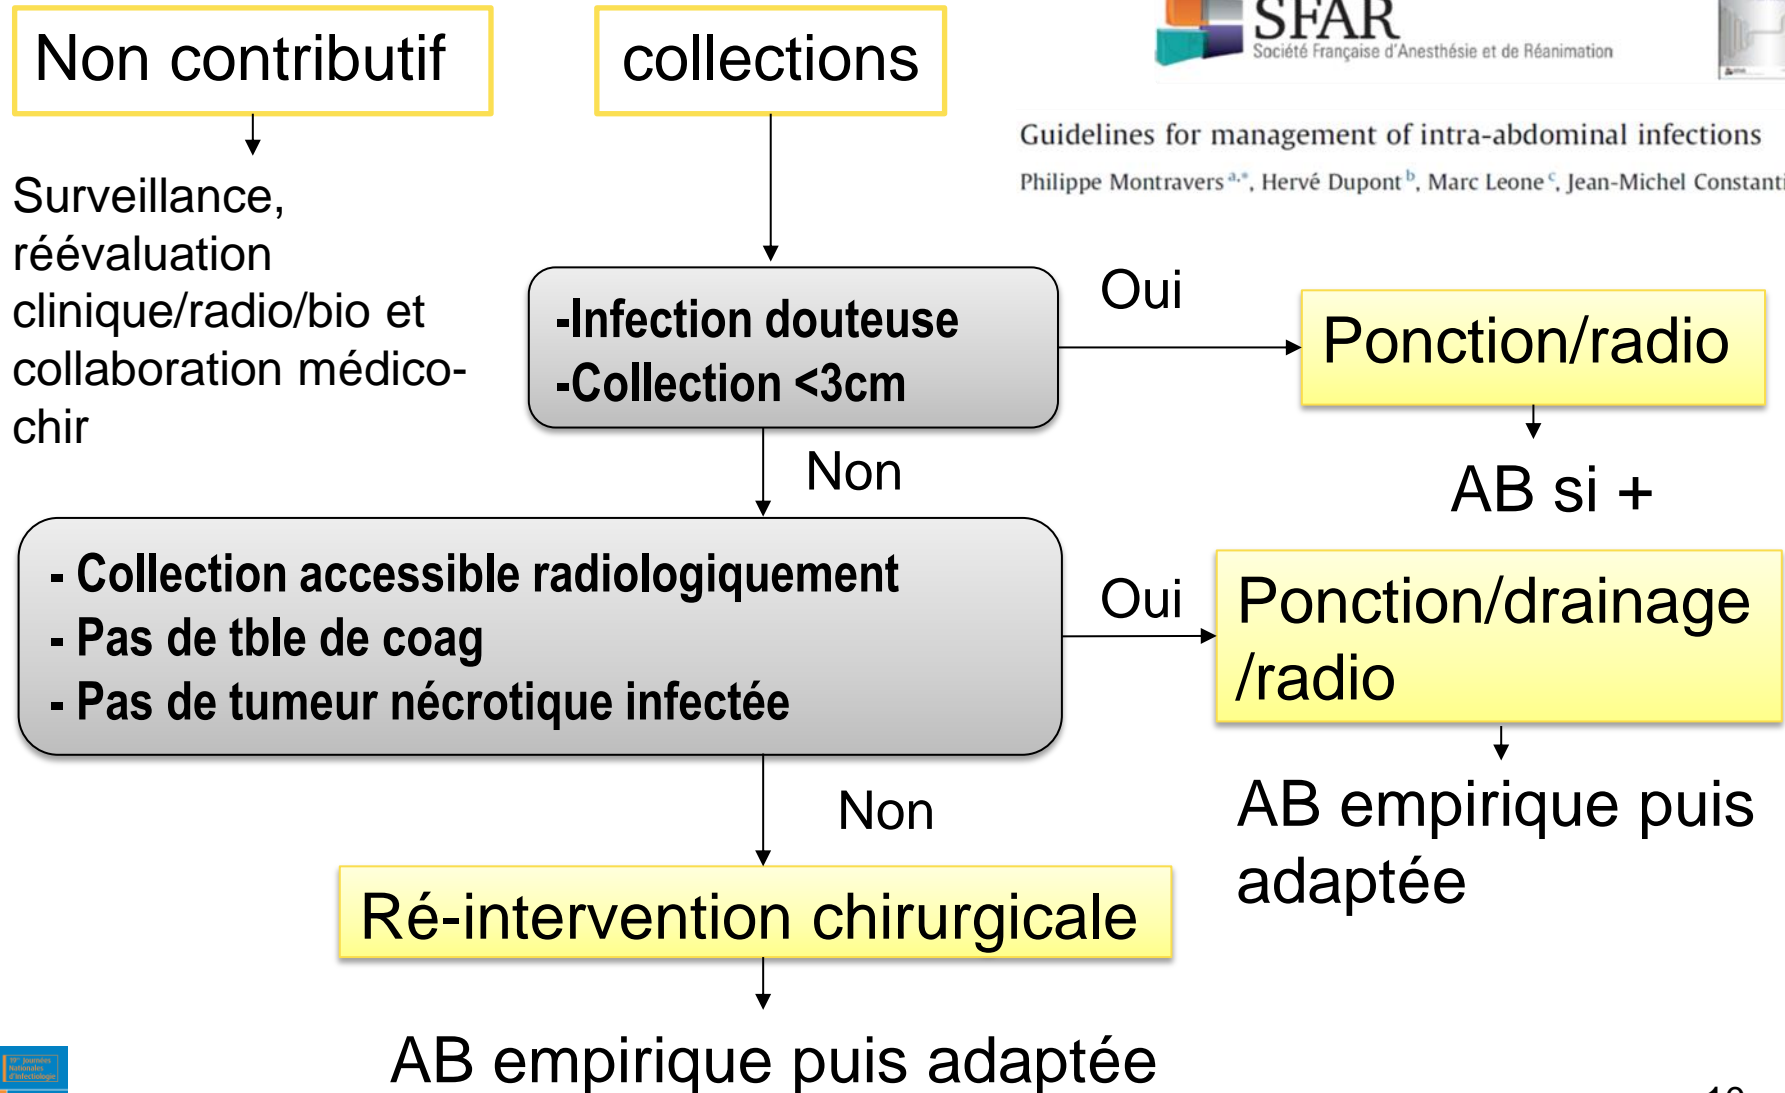 Non contributif
collections
SFAR
Société Française d'Anesthésie et de Réanimation
Guidelines for management of intra-abdominal infections
Philippe Montravers a,*, Hervé Dupont b, Marc Leone c, Jean-Michel Constanti
Surveillance,
réévaluation
clinique/radio/bio et
collaboration médico-
chir
-Infection douteuse
-Collection <3cm
Oui
Ponction/radio
AB si +
Non
- Collection accessible radiologiquement
- Pas de tble de coag
- Pas de tumeur nécrotique infectée
Oui
Ponction/drainage
/radio
AB empirique puis
adaptée
Non
Ré-intervention chirurgicale
AB empirique puis adaptée
Journées
Nationales
d'Infectiologie